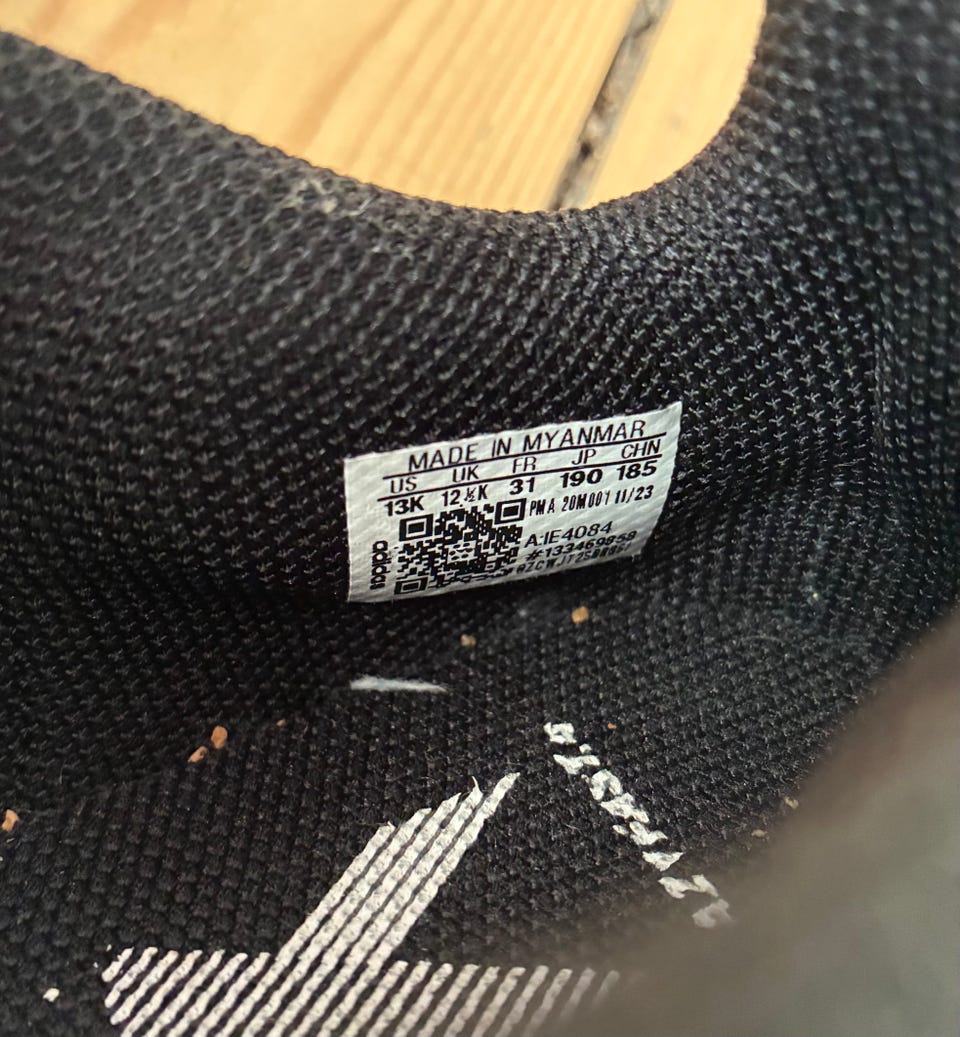 MADE IN MYANMAR
US UK FR JP CHN
13K 12½K 31 190 185
PMA 20M001 11/23
A:IE4084
#133469859
adidas